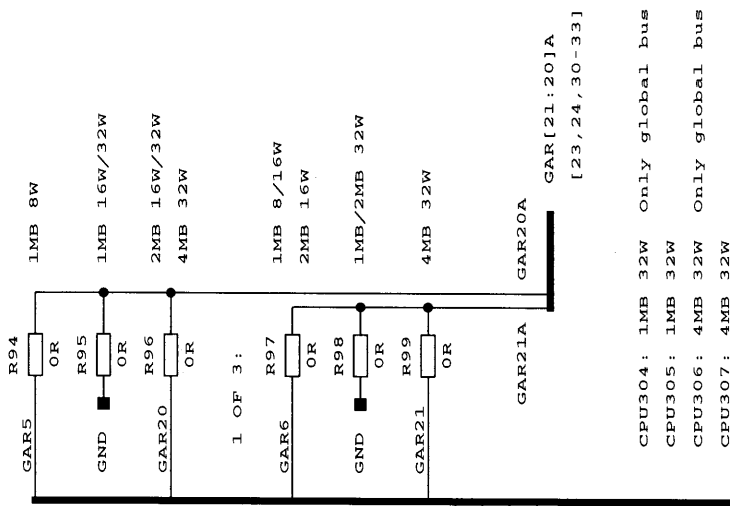 GAR5 R94 0R 1MB 8W
GND R95 0R 1MB 16W/32W
GAR20 R96 0R 2MB 16W/32W
4MB 32W
1 OF 3:
GAR6 R97 0R 1MB 8/16W
2MB 16W
GND R98 0R 1MB/2MB 32W
GAR21 R99 0R 4MB 32W
GAR21A GAR20A
GAR[21:20]A
[23,24,30-33]
CPU304: 1MB 32W Only global bus
CPU305: 1MB 32W
CPU306: 4MB 32W Only global bus
CPU307: 4MB 32W